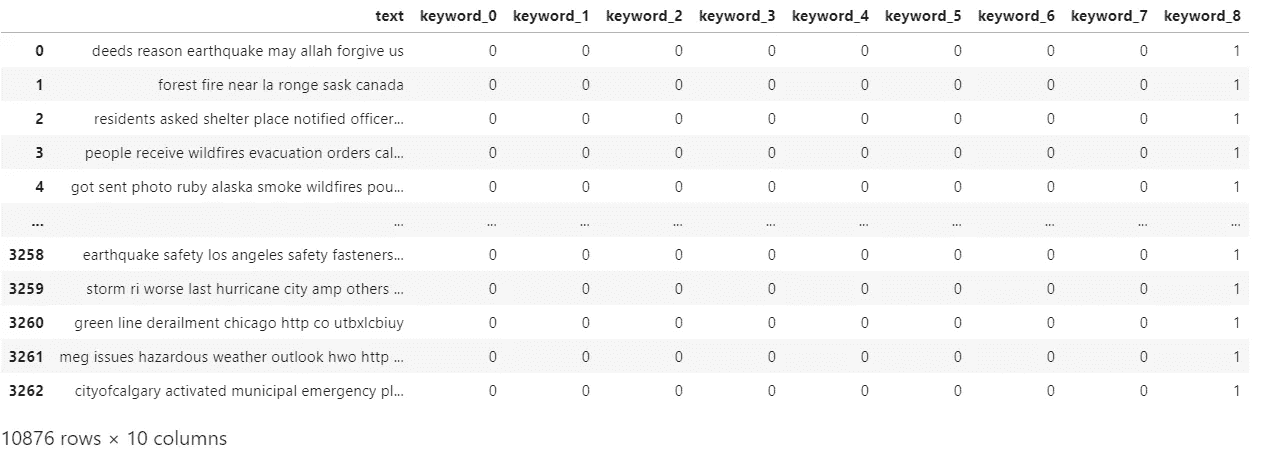 text keyword_0 keyword_1 keyword_2 keyword_3 keyword_4 keyword_5 keyword_6 keyword_7 keyword_8
0 deeds reason earthquake may allah forgive us 0 0 0 0 0 0 0 0 1
1 forest fire near la ronge sask canada 0 0 0 0 0 0 0 0 1
2 residents asked shelter place notified officer... 0 0 0 0 0 0 0 0 1
3 people receive wildfires evacuation orders cal... 0 0 0 0 0 0 0 0 1
4 got sent photo ruby alaska smoke wildfires pou... 0 0 0 0 0 0 0 0 1
... ... ... ... ... ... ... ... ... ... ...
3258 earthquake safety los angeles safety fasteners... 0 0 0 0 0 0 0 0 1
3259 storm ri worse last hurricane city amp others ... 0 0 0 0 0 0 0 0 1
3260 green line derailment chicago http co utbxlcbiuy 0 0 0 0 0 0 0 0 1
3261 meg issues hazardous weather outlook hwo http ... 0 0 0 0 0 0 0 0 1
3262 cityofcalgary activated municipal emergency pl... 0 0 0 0 0 0 0 0 1
10876 rows × 10 columns